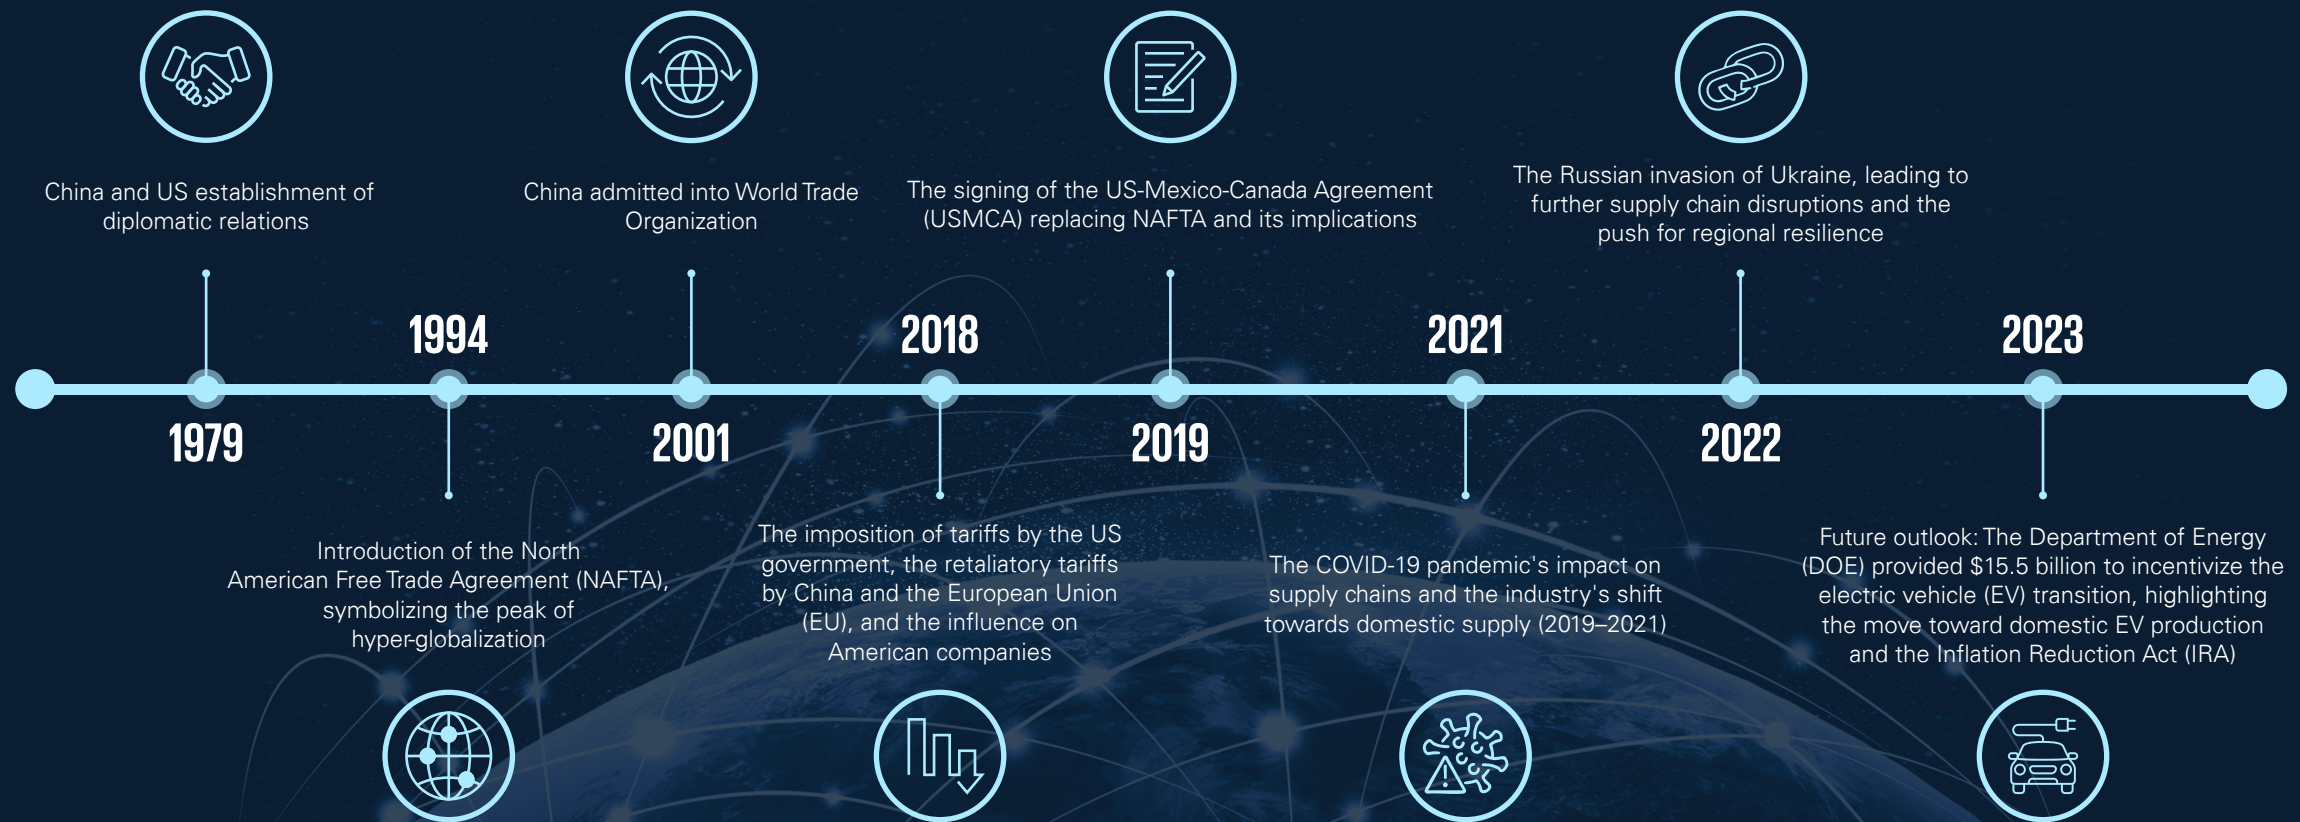 China and US establishment of
diplomatic relations
1979
1994
Introduction of the North
American Free Trade Agreement (NAFTA),
symbolizing the peak of
hyper-globalization
China admitted into World Trade
Organization
2001
2018
The imposition of tariffs by the US
government, the retaliatory tariffs
by China and the European Union
(EU), and the influence on
American companies
The signing of the US-Mexico-Canada Agreement
(USMCA) replacing NAFTA and its implications
2019
2021
The COVID-19 pandemic's impact on
supply chains and the industry's shift
towards domestic supply (2019–2021)
The Russian invasion of Ukraine, leading to
further supply chain disruptions and the
push for regional resilience
2022
2023
Future outlook: The Department of Energy
(DOE) provided $15.5 billion to incentivize the
electric vehicle (EV) transition, highlighting
the move toward domestic EV production
and the Inflation Reduction Act (IRA)